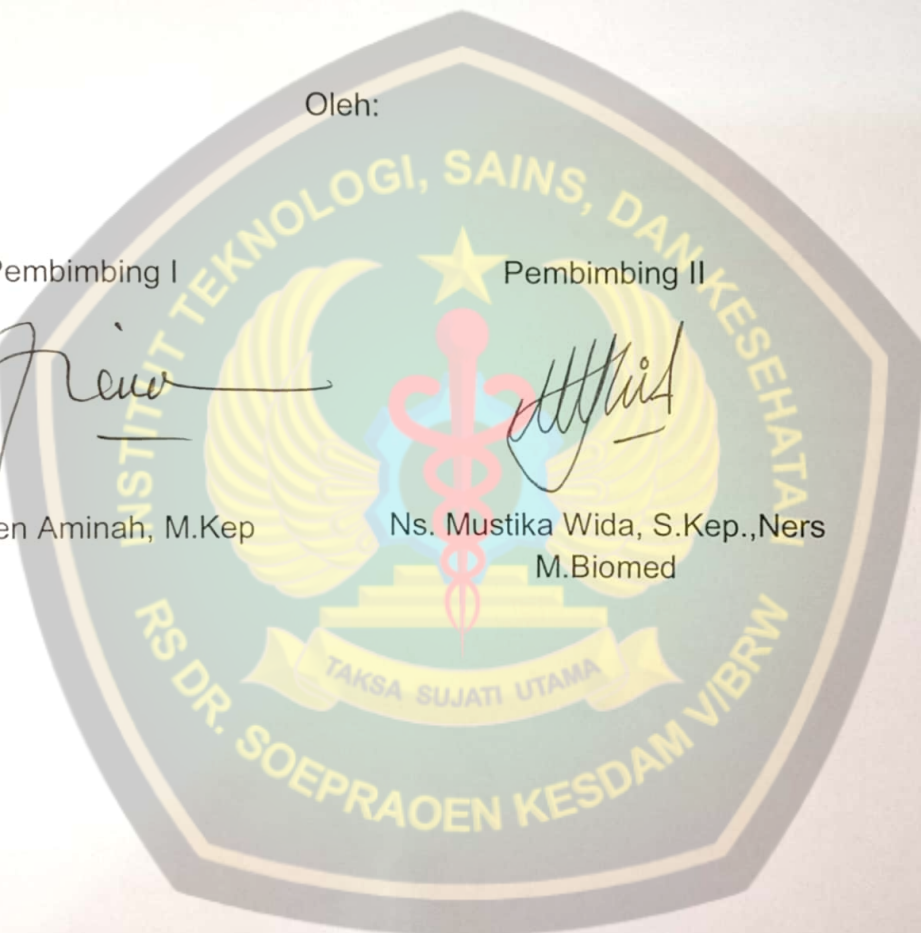 Oleh:
INSTITUT TEKNOLOGI, SAINS, DAN KESEHATAN
Pembimbing I
Pembimbing II
en Aminah, M.Kep
Ns. Mustika Wida, S.Kep.,Ners
M.Biomed
TAKSA SUJATI UTAMA
RS DR. SOEPRAOEN KESDAM V/BRW